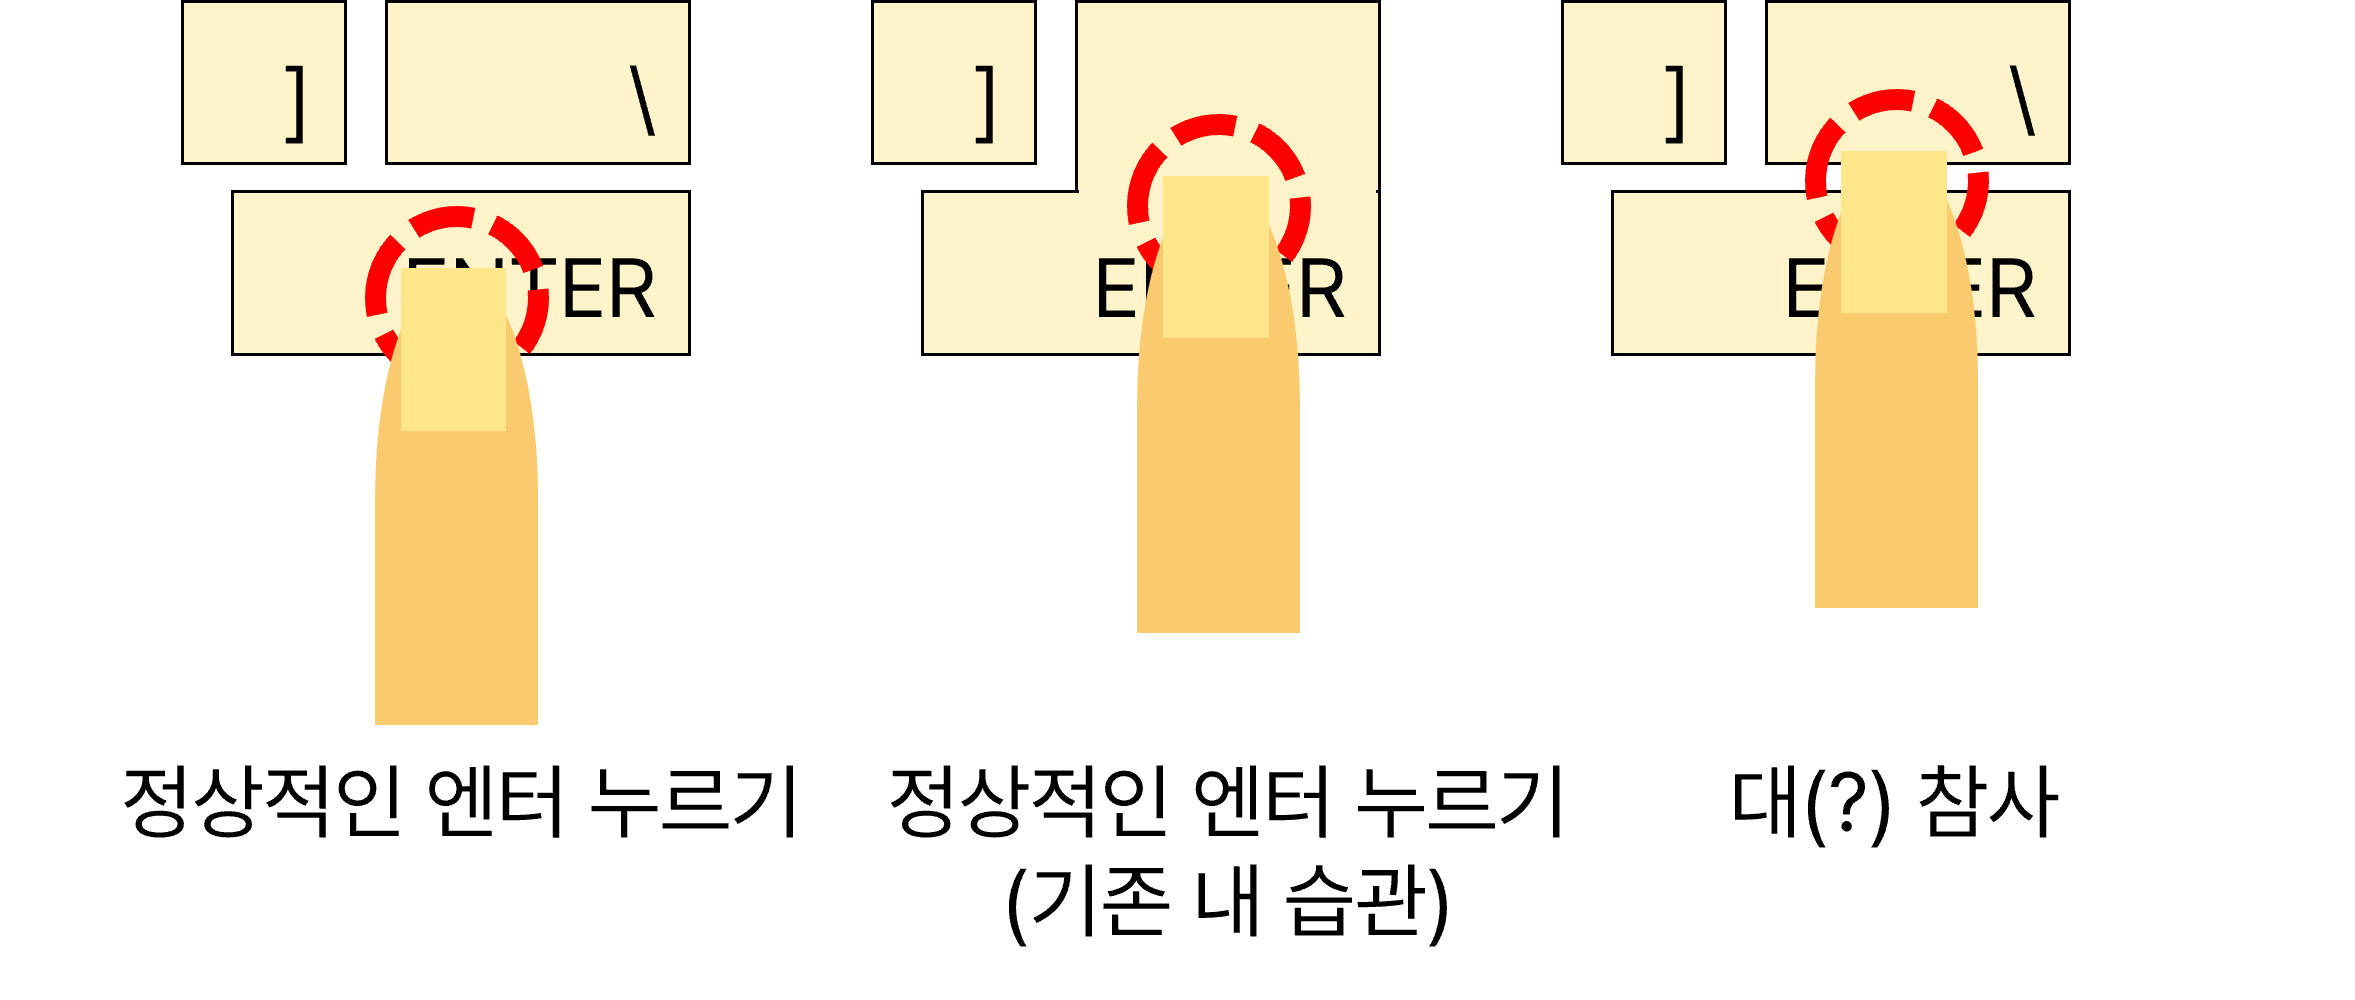 ] \ ] ] \
ENTER ENTER ENTER
정상적인 엔터 누르기 정상적인 엔터 누르기 대(?) 참사
(기존 내 습관)